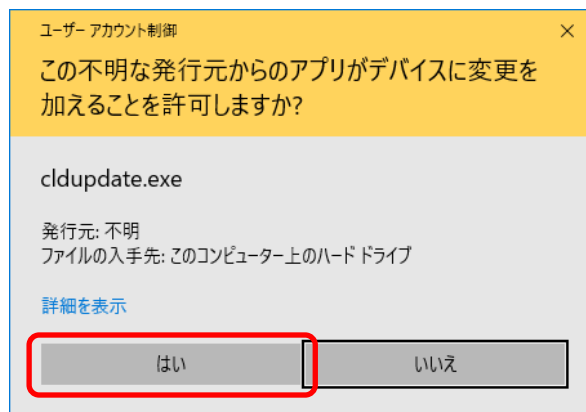 ユーザー アカウント制御
この不明な発行元からのアプリがデバイスに変更を
加えることを許可しますか?
cldupdate.exe
発行元: 不明
ファイルの入手先: このコンピューター上のハード ドライブ
詳細を表示
はい
いいえ